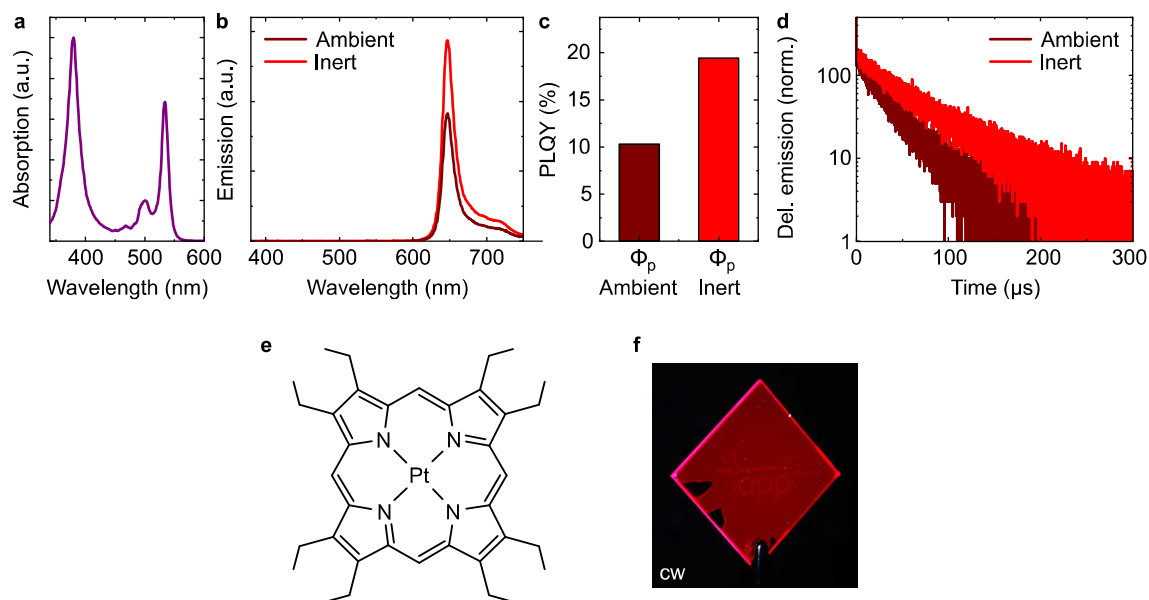 a
Absorption (a.u.)
400 500 600
Wavelength (nm)
b
Emission (a.u.)
Ambient
Inert
400 500 600 700
Wavelength (nm)
c
PLQY (%)
20
15
10
5
0
Φp Φp
Ambient Inert
d
Del. emission (norm.)
Ambient
Inert
100
10
1
0 100 200 300
Time (µs)
e
N N
Pt
N N
f
iapp
cw